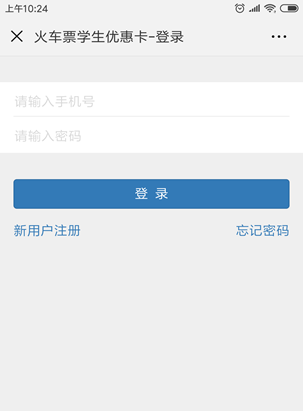 上午10:24
火车票学生优惠卡-登录
请输入手机号
请输入密码
登 录
新用户注册 忘记密码